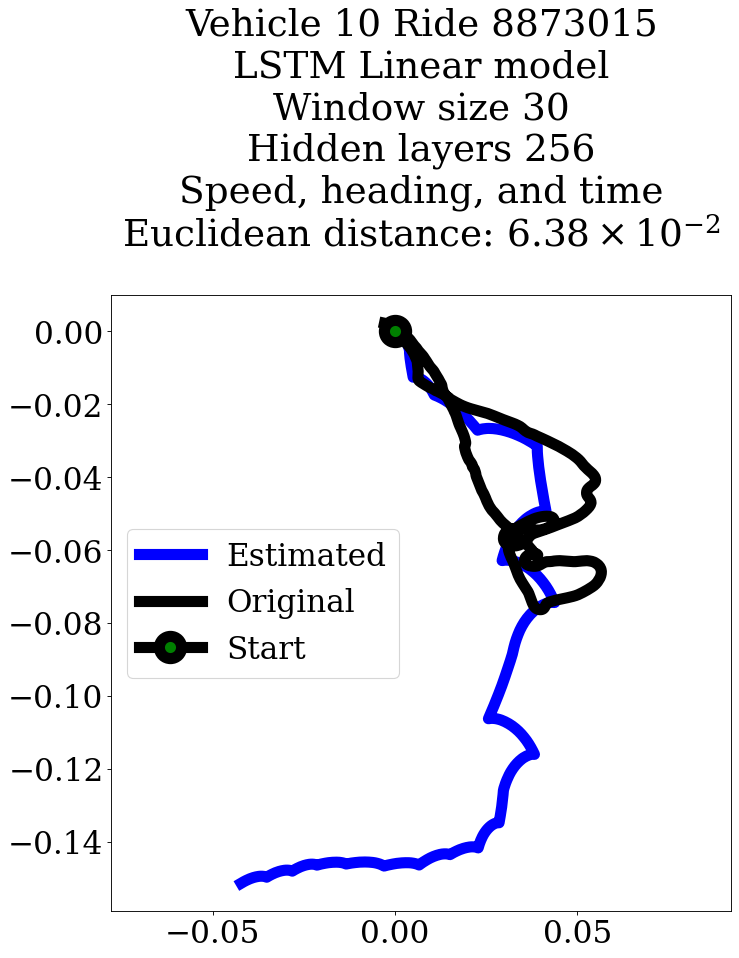 Vehicle 10 Ride 8873015
LSTM Linear model
Window size 30
Hidden layers 256
Speed, heading, and time
Euclidean distance: 6.38 × 10⁻²
0.00
−0.02
−0.04
−0.06
−0.08
−0.10
−0.12
−0.14
Estimated
Original
Start
−0.05 0.00 0.05